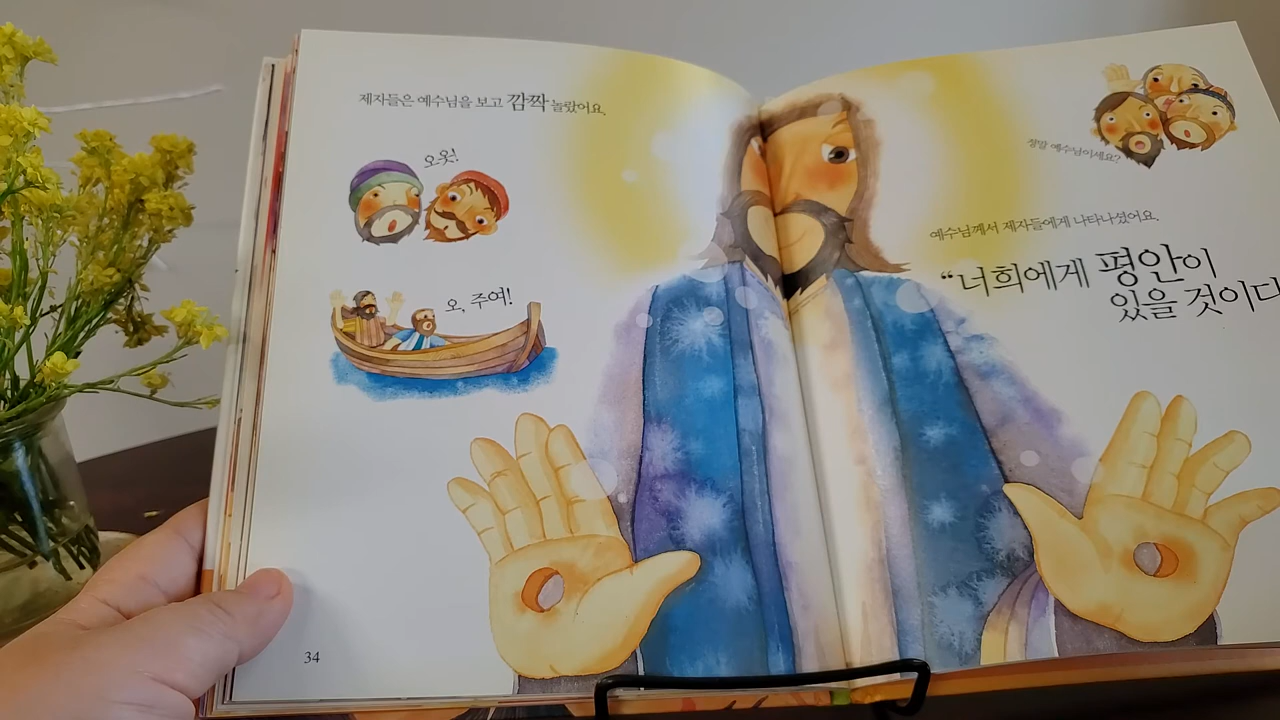 제자들은 예수님을 보고 깜짝 놀랐어요.
오옷!
오, 주여!
34
정말 예수님이세요?
예수님께서 제자들에게 나타나셨어요.
“너희에게 평안이
있을 것이다